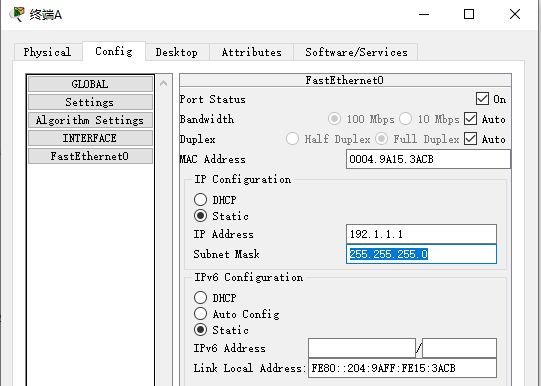 终端A
Physical Config Desktop Attributes Software/Services
GLOBAL
Settings
Algorithm Settings
INTERFACE
FastEthernet0
FastEthernet0
Port Status On
Bandwidth 100 Mbps 10 Mbps Auto
Duplex Half Duplex Full Duplex Auto
MAC Address 0004.9A15.3ACB
IP Configuration
DHCP
Static
IP Address 192.1.1.1
Subnet Mask 255.255.255.0
IPv6 Configuration
DHCP
Auto Config
Static
IPv6 Address /
Link Local Address: FE80::204:9AFF:FE15:3ACB